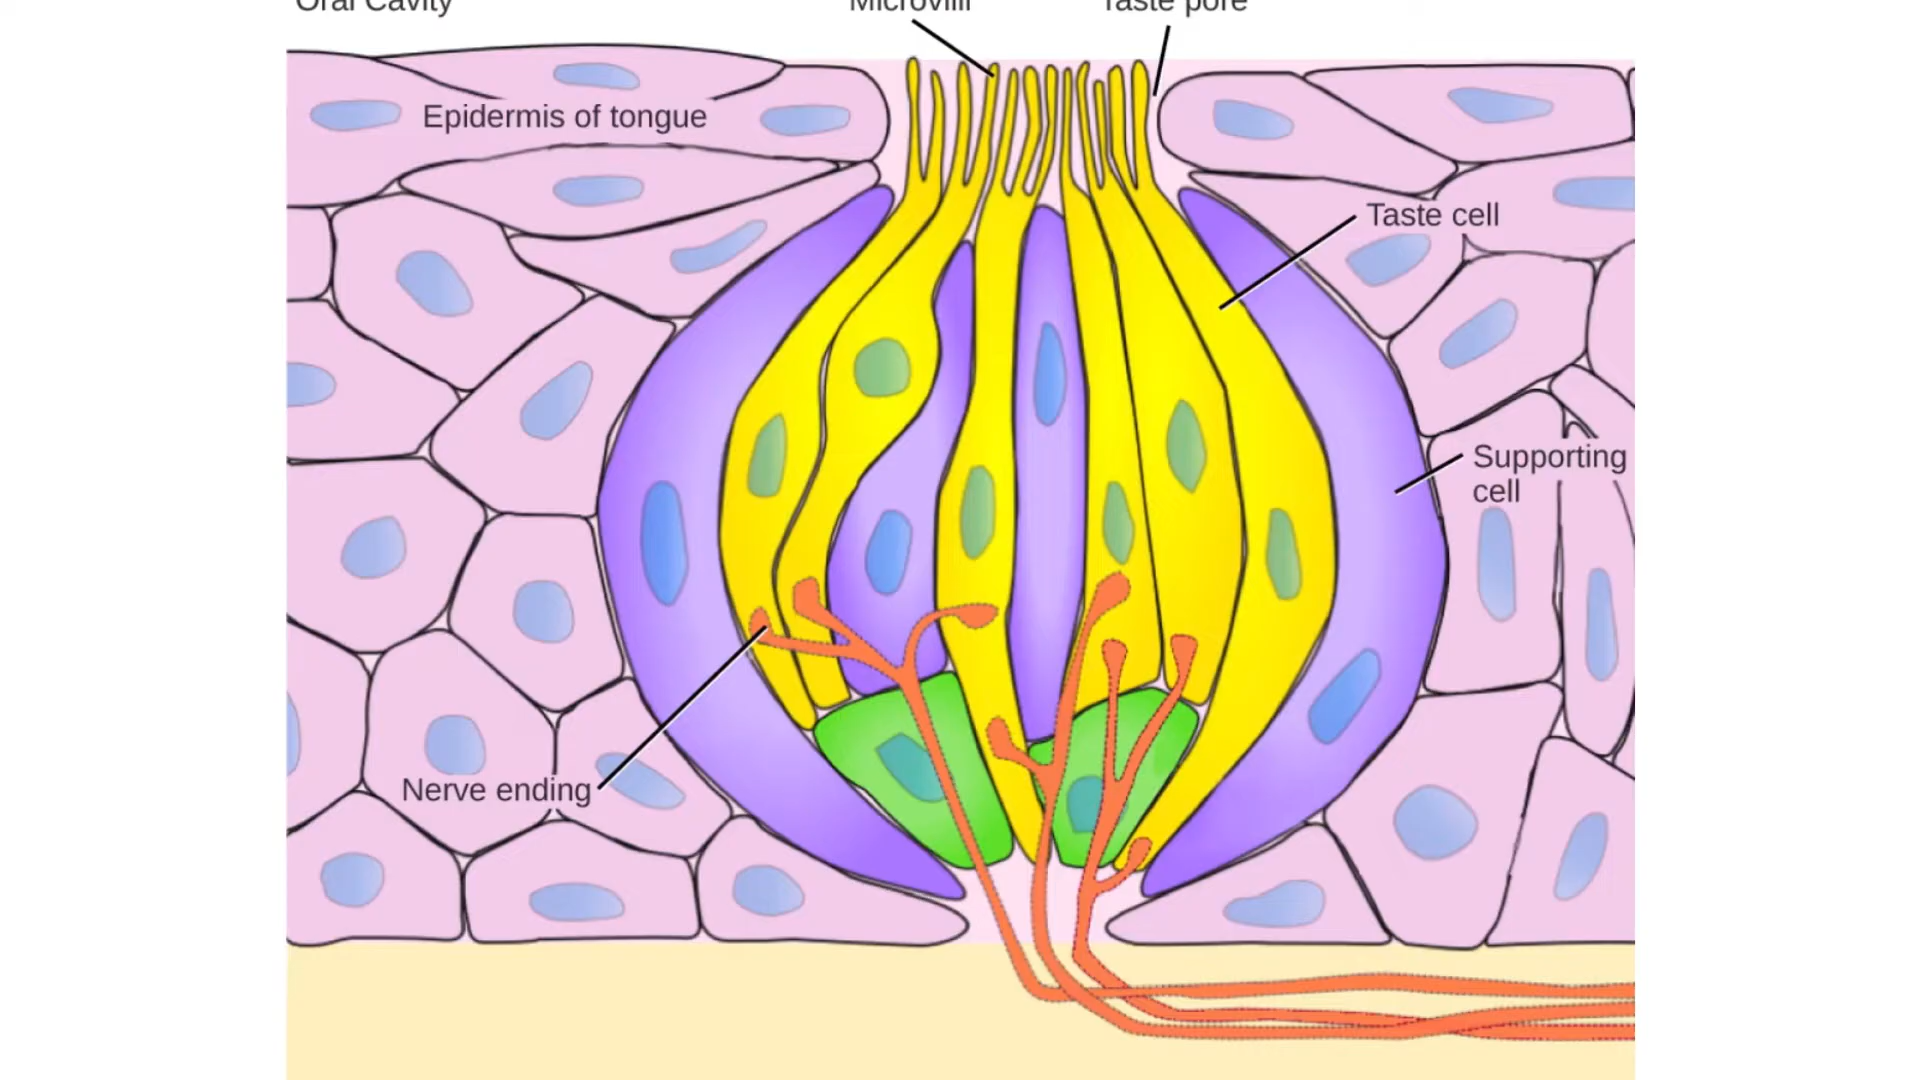 Oral Cavity
Microvilli
Taste pore
Epidermis of tongue
Taste cell
Supporting
cell
Nerve ending